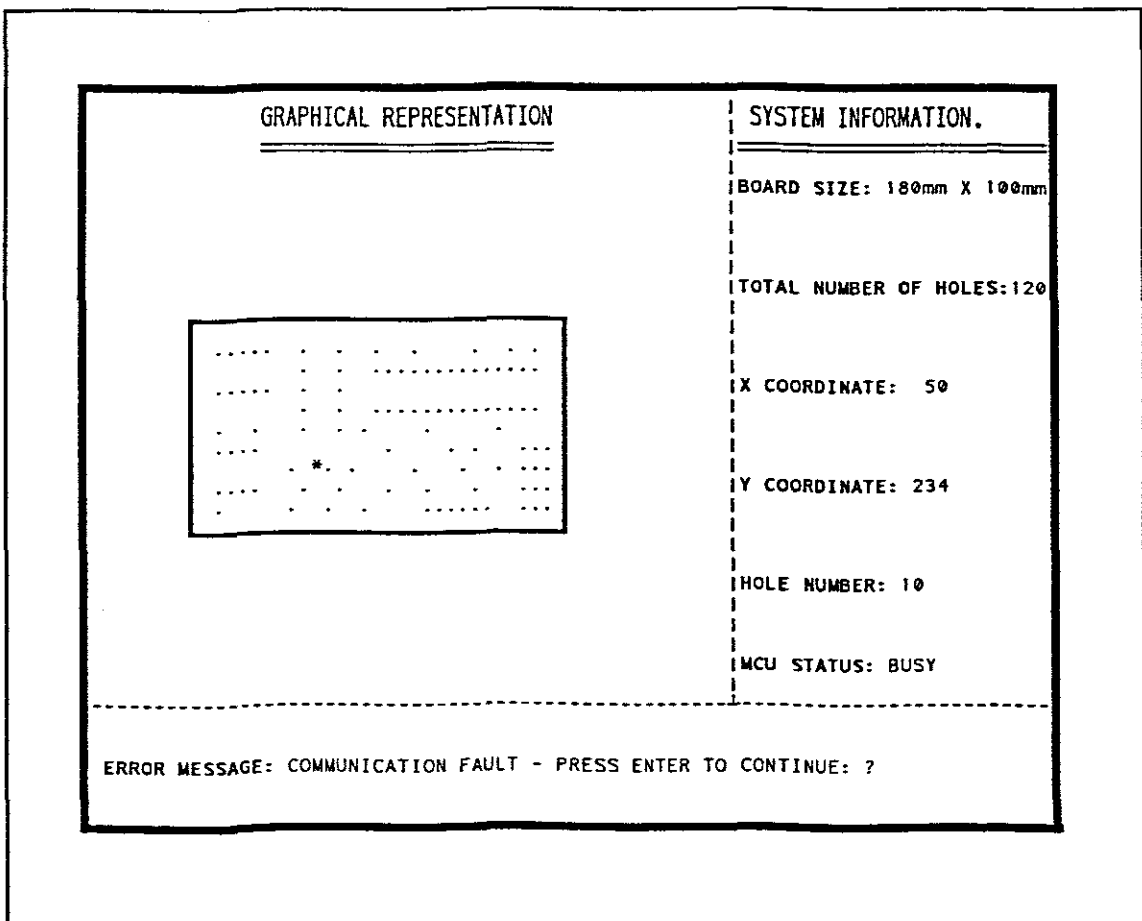 GRAPHICAL REPRESENTATION
SYSTEM INFORMATION.
BOARD SIZE: 180mm X 100mm
TOTAL NUMBER OF HOLES:120
X COORDINATE: 50
Y COORDINATE: 234
HOLE NUMBER: 10
MCU STATUS: BUSY
ERROR MESSAGE: COMMUNICATION FAULT - PRESS ENTER TO CONTINUE: ?